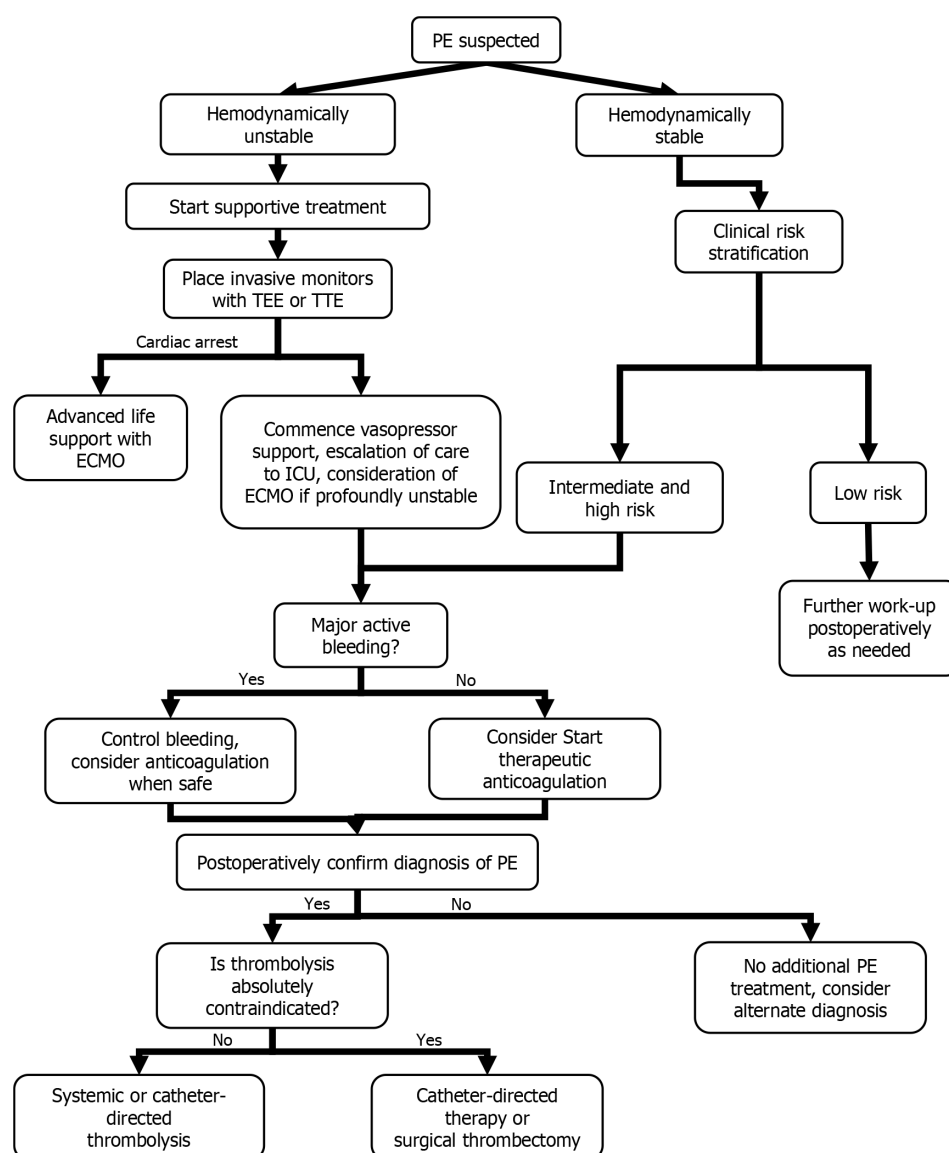 PE suspected
Hemodynamically
unstable
Hemodynamically
stable
Start supportive treatment
Clinical risk
stratification
Place invasive monitors
with TEE or TTE
Cardiac arrest
Advanced life
support with
ECMO
Commence vasopressor
support, escalation of care
to ICU, consideration of
ECMO if profoundly unstable
Intermediate and
high risk
Low risk
Further work-up
postoperatively
as needed
Major active
bleeding?
Yes
No
Control bleeding,
consider anticoagulation
when safe
Consider Start
therapeutic
anticoagulation
Postoperatively confirm diagnosis of PE
Yes
No
Is thrombolysis
absolutely
contraindicated?
No additional PE
treatment, consider
alternate diagnosis
No
Yes
Systemic or catheter-
directed
thrombolysis
Catheter-directed
therapy or
surgical thrombectomy